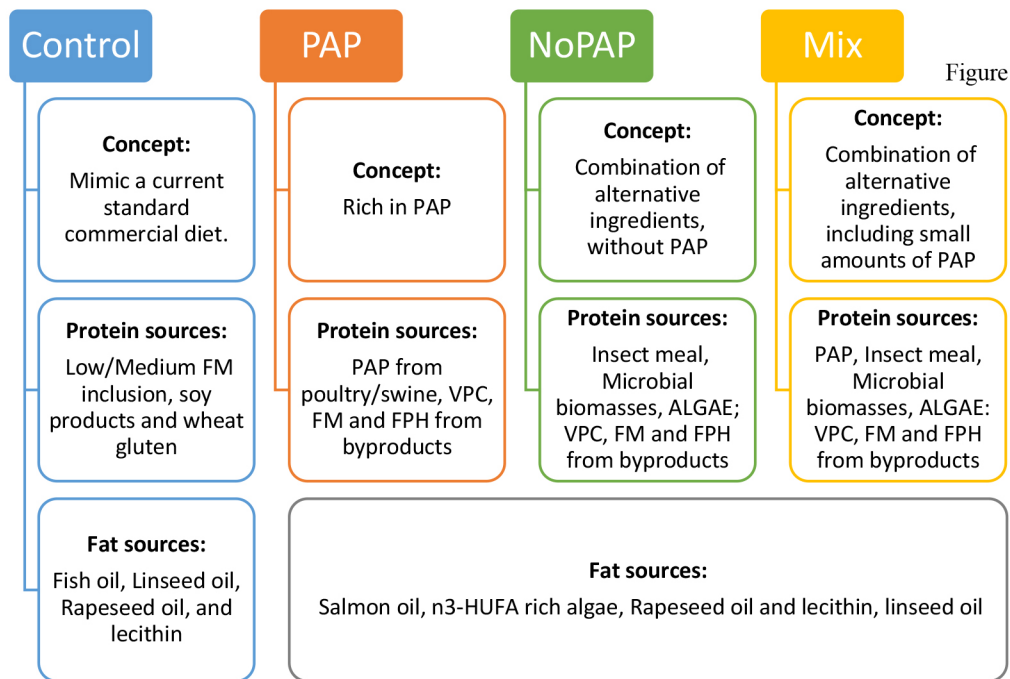 Control
PAP
NoPAP
Mix
Figure
Concept:
Mimic a current
standard
commercial diet.
Concept:
Rich in PAP
Concept:
Combination of
alternative
ingredients,
without PAP
Concept:
Combination of
alternative
ingredients,
including small
amounts of PAP
Protein sources:
Low/Medium FM
inclusion, soy
products and wheat
gluten
Protein sources:
PAP from
poultry/swine, VPC,
FM and FPH from
byproducts
Protein sources:
Insect meal,
Microbial
biomasses, ALGAE;
VPC, FM and FPH
from byproducts
Protein sources:
PAP, Insect meal,
Microbial
biomasses, ALGAE:
VPC, FM and FPH
from byproducts
Fat sources:
Fish oil, Linseed oil,
Rapeseed oil, and
lecithin
Fat sources:
Salmon oil, n3-HUFA rich algae, Rapeseed oil and lecithin, linseed oil